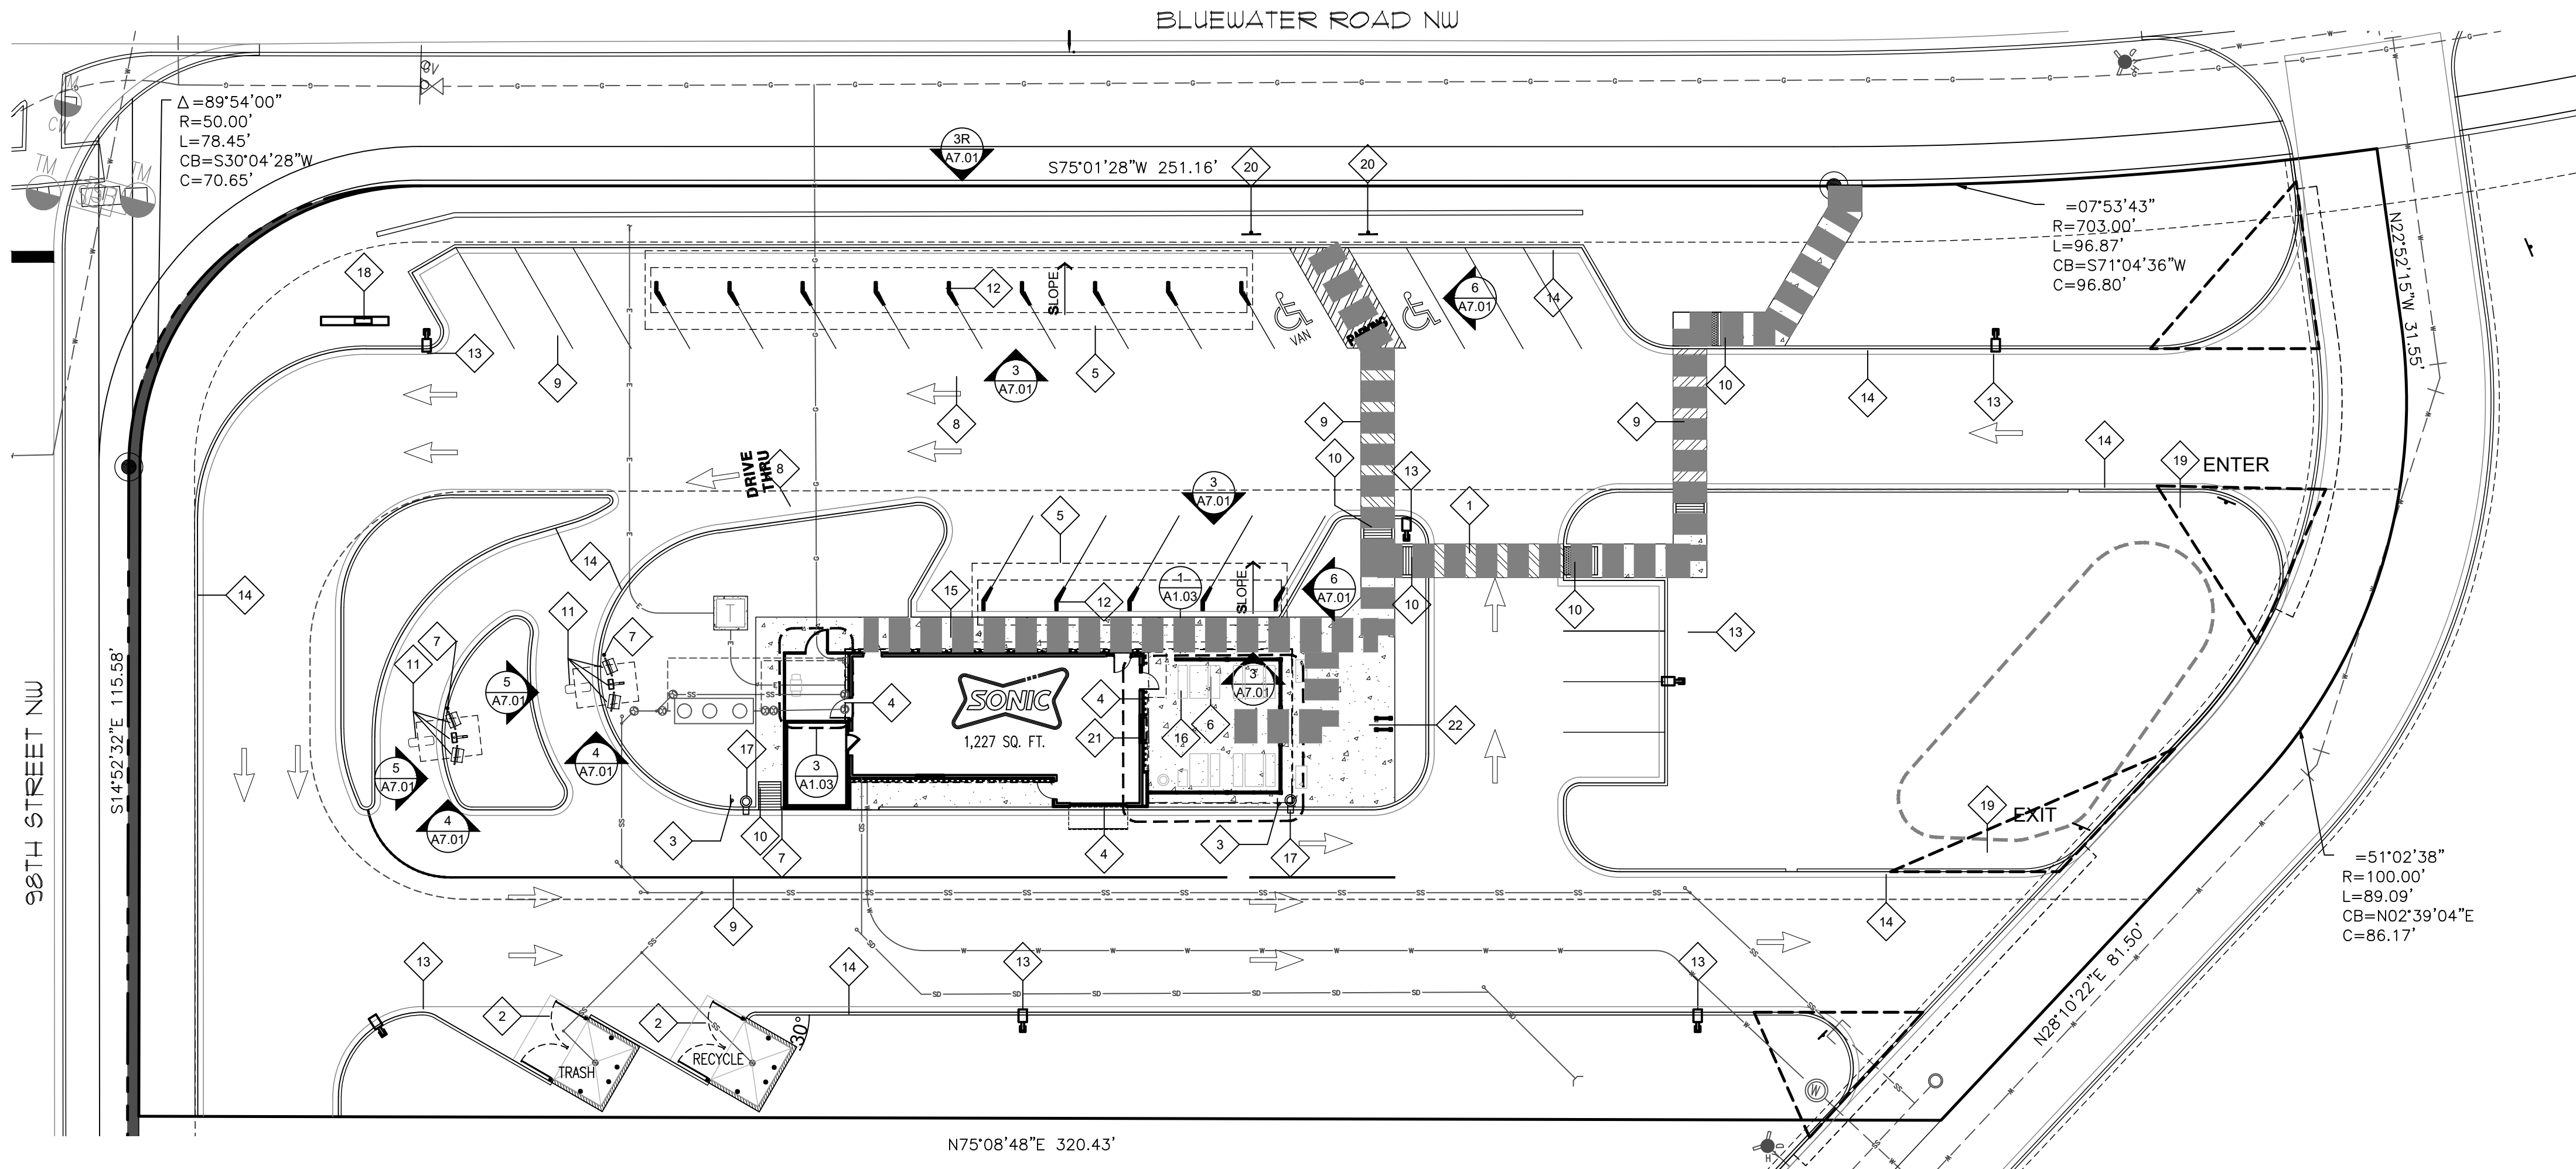 BLUEWATER ROAD NW
GV
TM
CW
TM
TM
Δ=89°54'00"
R=50.00'
L=78.45'
CB=S30°04'28"W
C=70.65'
3R
A7.01
S75°01'28"W 251.16'
20
20
=07°53'43"
R=703.00'
L=96.87'
CB=S71°04'36"W
C=96.80'
N22°52'15"W 31.55'
18
12
SLOPE
6
A7.01
14
VAN
PARKING
13
9
3
A7.01
5
10
14
13
8
9
9
14
10
13
19
ENTER
DRIVE
THRU
8
3
A7.01
5
1
14
14
15
12
1
A1.03
SLOPE
6
A7.01
10
10
11
7
11
7
T
13
5
A7.01
SONIC
1,227 SQ. FT.
4
4
3
A7.01
16
6
21
22
98TH STREET NW
S14°52'32"E 115.58'
5
A7.01
4
A7.01
4
A7.01
17
3
A1.03
3
10
7
4
3
17
19
EXIT
=51°02'38"
R=100.00'
L=89.09'
CB=N02°39'04"E
C=86.17'
9
14
13
14
13
13
N28°10'22"E 81.50'
2
2
30°
TRASH
RECYCLE
W
N75°08'48"E 320.43'